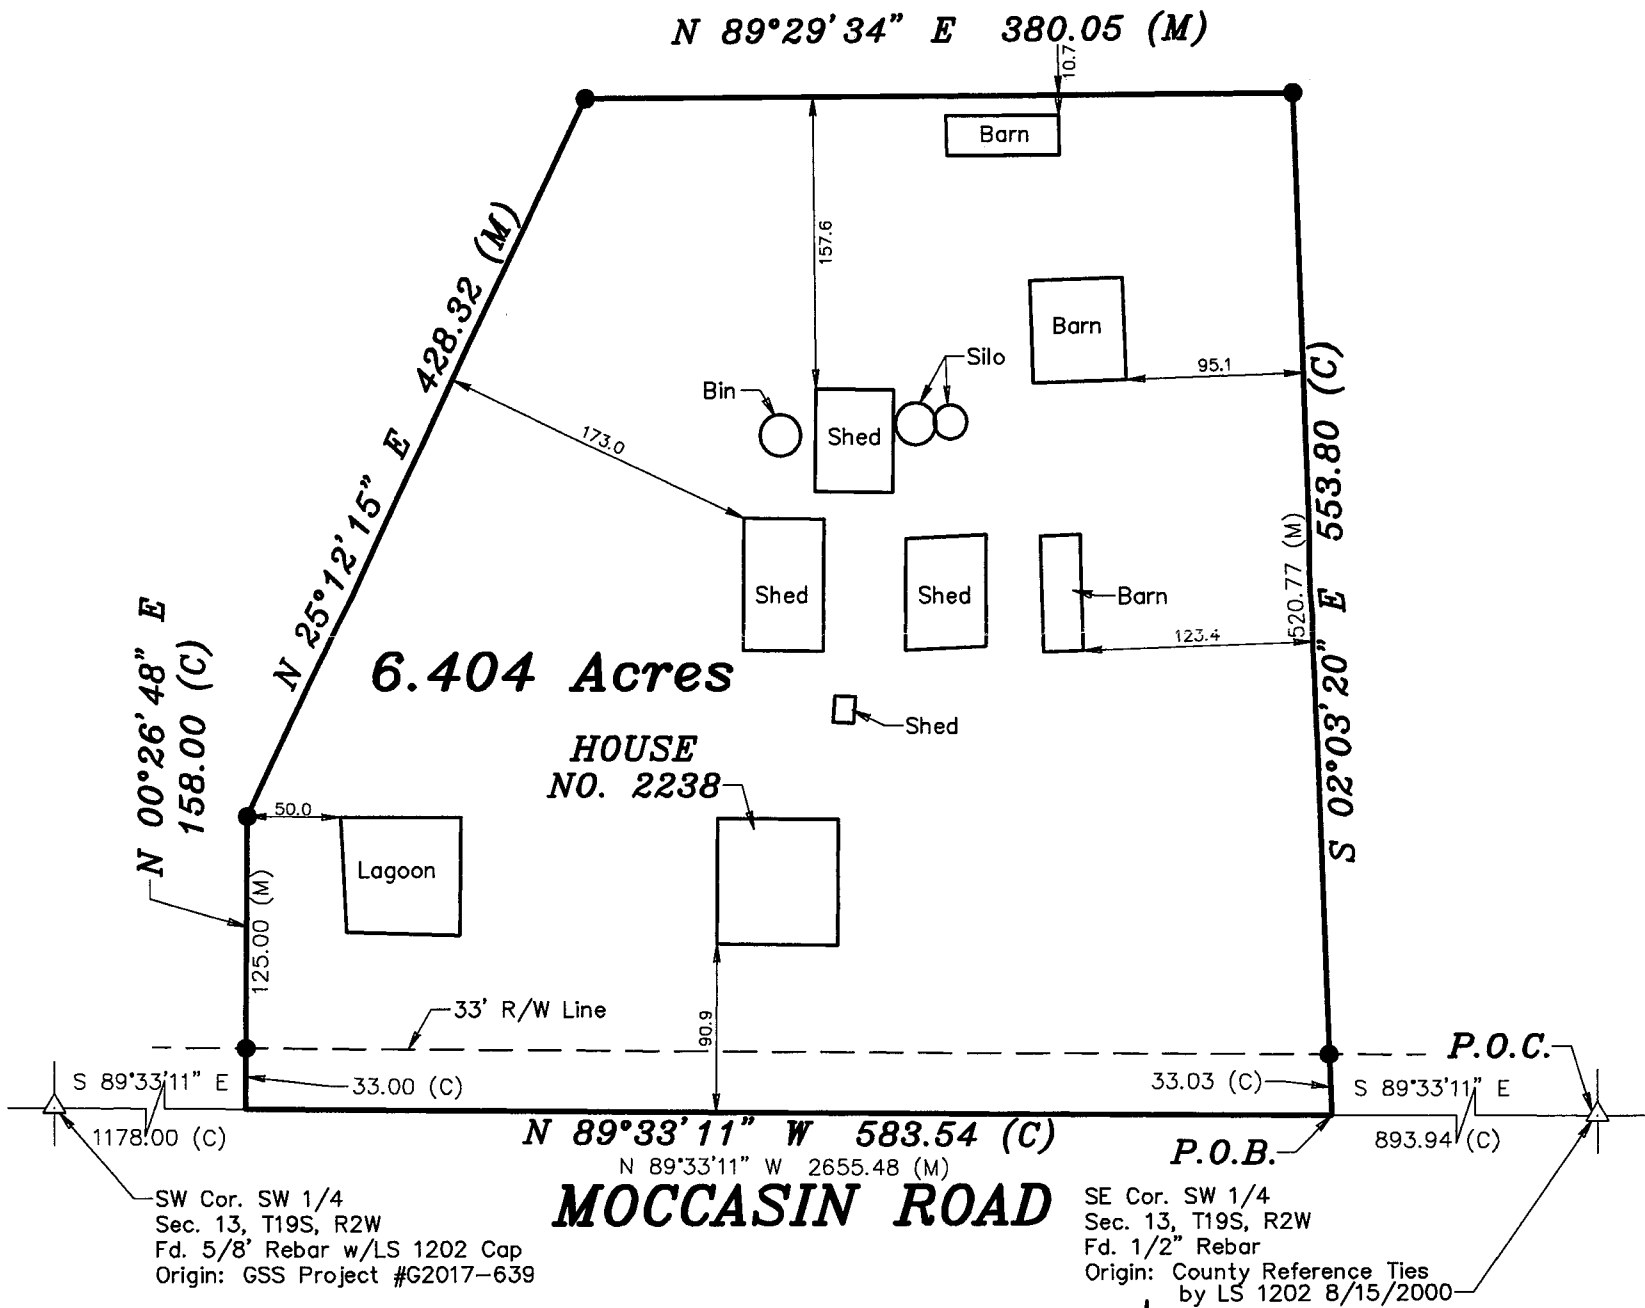 N 89°29'34" E 380.05 (M)
10.7
Barn
157.6
N 25°12'15" E 428.32 (M)
Barn
95.1
Silo
Bin
Shed
173.0
S 02°03'20" E 553.80 (C)
520.77 (M)
Shed
Shed
Barn
123.4
6.404 Acres
Shed
HOUSE
NO. 2238
N 00°26'48" E
158.00 (C)
50.0
Lagoon
125.00 (M)
90.9
33' R/W Line
P.O.C.
S 89°33'11" E
33.00 (C)
33.03 (C)
S 89°33'11" E
1178.00 (C)
N 89°33'11" W 583.54 (C)
893.94 (C)
N 89°33'11" W 2655.48 (M)
P.O.B.
MOCCASIN ROAD
SW Cor. SW 1/4
Sec. 13, T19S, R2W
Fd. 5/8' Rebar w/LS 1202 Cap
Origin: GSS Project #G2017-639
SE Cor. SW 1/4
Sec. 13, T19S, R2W
Fd. 1/2" Rebar
Origin: County Reference Ties
by LS 1202 8/15/2000